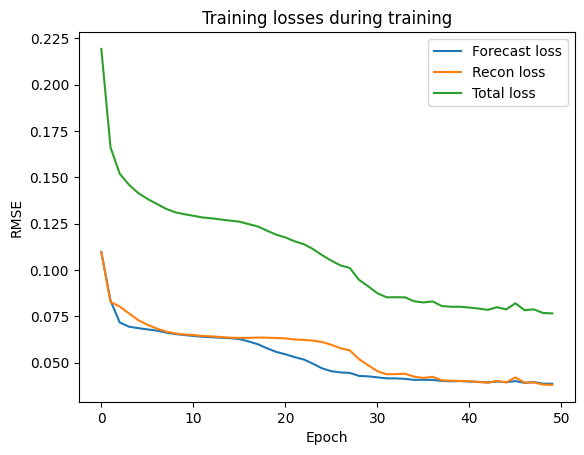 Training losses during training
0.225
0.200
0.175
0.150
0.125
0.100
0.075
0.050
RMSE
Forecast loss
Recon loss
Total loss
0
10
20
30
40
50
Epoch